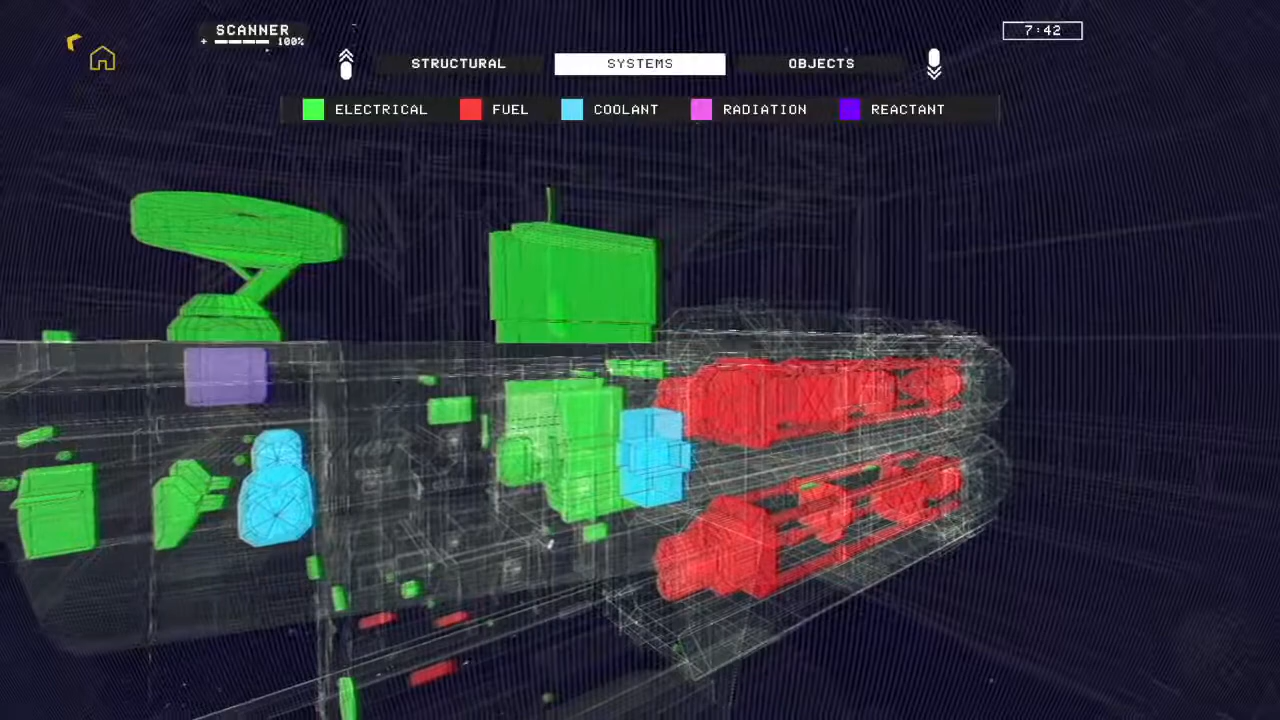 SCANNER
+ 100%
7:42
STRUCTURAL SYSTEMS OBJECTS
ELECTRICAL FUEL COOLANT RADIATION REACTANT